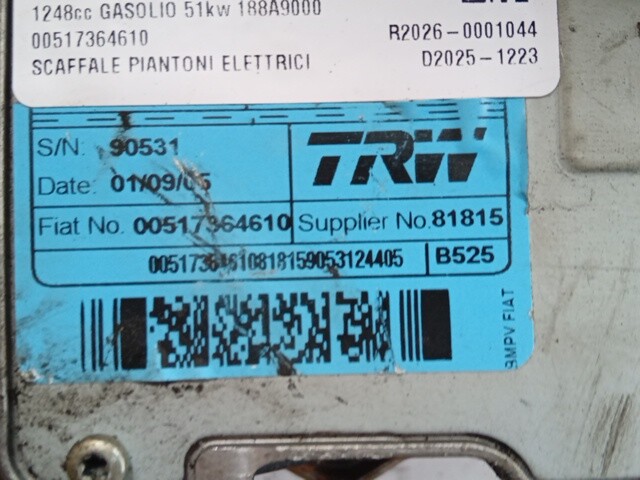 1248cc GASOLIO 51kw 188A9000
00517364610
R2026-0001044
SCAFFALE PIANTONI ELETTRICI
D2025-1223
S/N: 90531
TRW
Date: 01/09/05
Fiat No. 00517364610
Supplier No. 81815
00517364610818159053124405
B525
BMPV FIAT